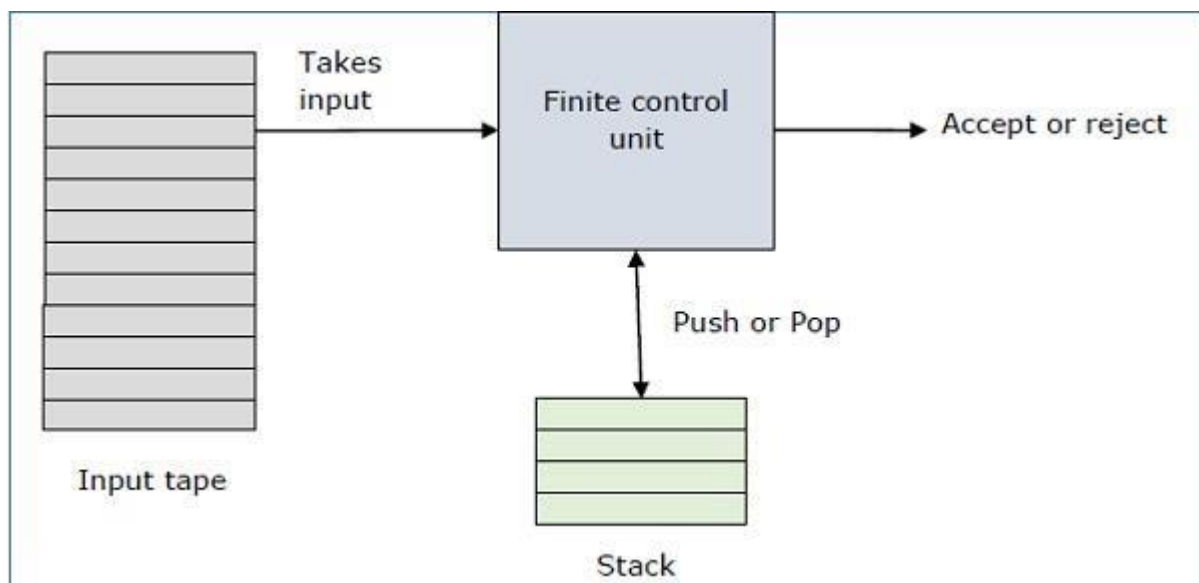 Takes
input
Finite control
unit
Accept or reject
Push or Pop
Input tape
Stack